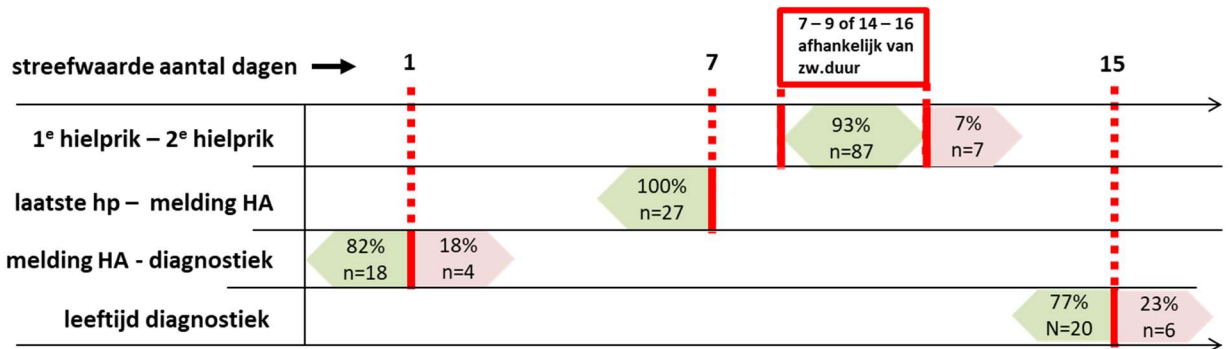 7 – 9 of 14 – 16
afhankelijk van
zw.duur
streefwaarde aantal dagen
1
7
15
1e hielprik – 2e hielprik
93%
n=87
7%
n=7
laatste hp – melding HA
100%
n=27
melding HA - diagnostiek
82%
n=18
18%
n=4
leeftijd diagnostiek
77%
N=20
23%
n=6